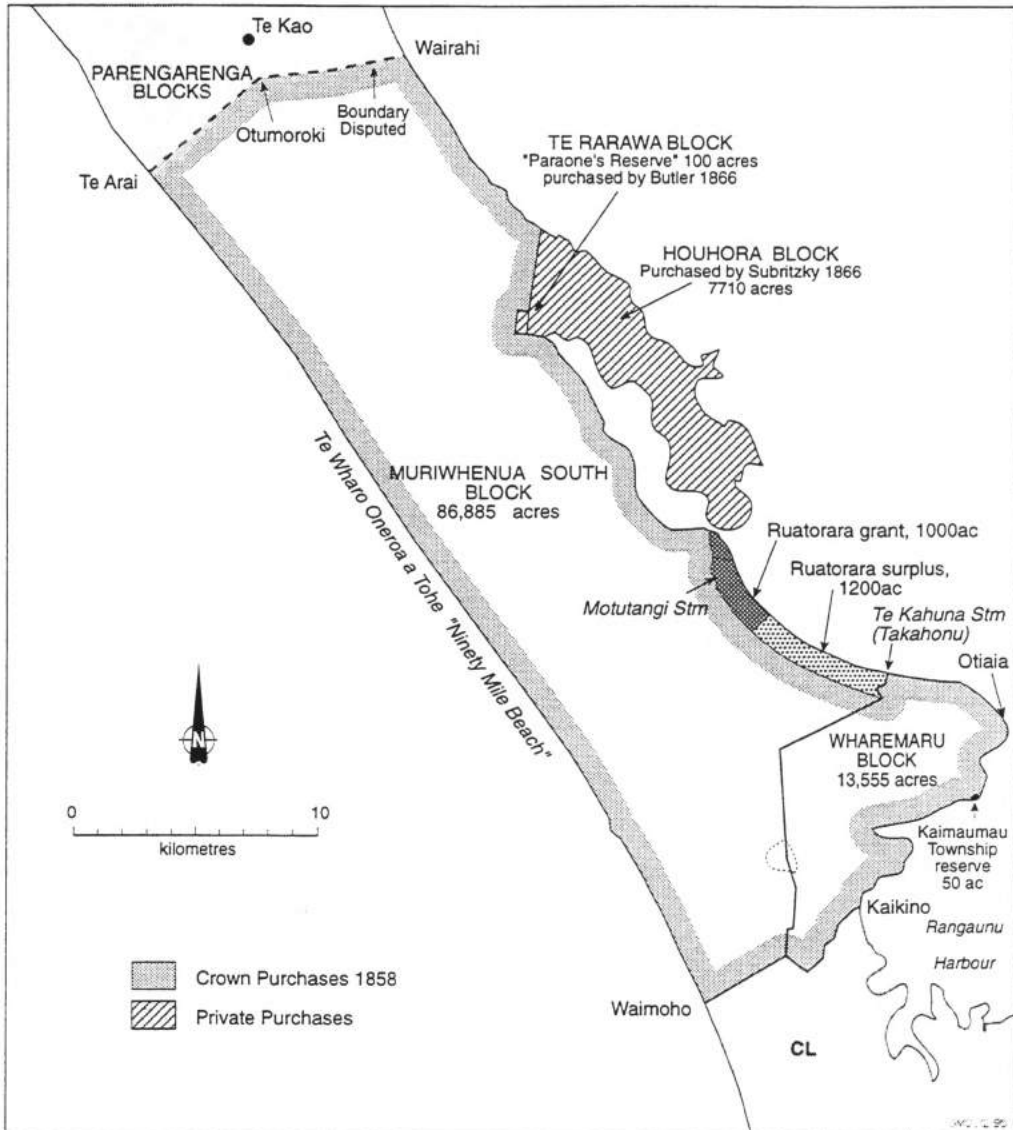 Te Kao
Wairahi
PARENGARENGA
BLOCKS
Otumoroki
Boundary
Disputed
Te Arai
TE RARAWA BLOCK
"Paraone's Reserve" 100 acres
purchased by Butler 1866
HOUHORA BLOCK
Purchased by Subritzky 1866
7710 acres
Te Wharo Oneroa a Tohe "Ninety Mile Beach"
MURIWHENUA SOUTH
BLOCK
86,885 acres
Ruatorara grant, 1000ac
Ruatorara surplus,
1200ac
Motutangi Stm
Te Kahuna Stm
(Takahonu)
Otiaia
WHAREMARU
BLOCK
13,555 acres
N
0 10
kilometres
Kaimaumau
Township
reserve
50 ac
Kaikino
Rangaunu
Harbour
Crown Purchases 1858
Private Purchases
Waimoho
CL